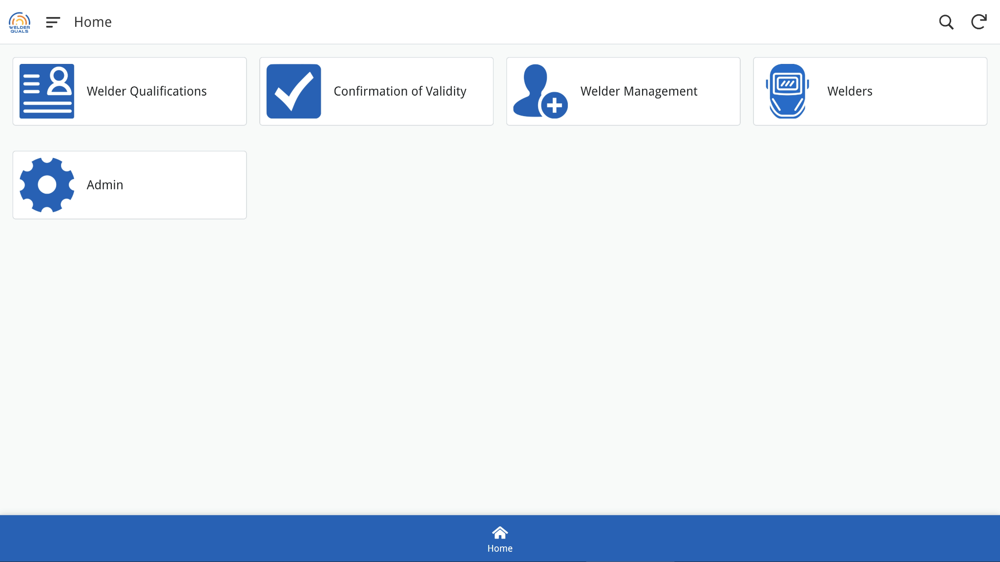 WELDER
QUALS
Home
Welder Qualifications
Confirmation of Validity
Welder Management
Welders
Admin
Home